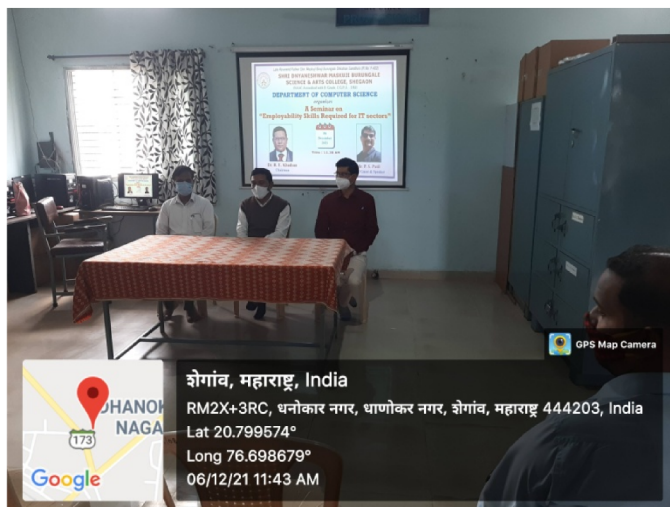 SHRI DNYANESHWAR MASKUJI BURUNGALE
SCIENCE & ARTS COLLEGE, SHEGAON
DEPARTMENT OF COMPUTER SCIENCE
organizes
A Seminar on
"Employability Skills Required for IT sectors"
GPS Map Camera
शेगांव, महाराष्ट्र, India
RM2X+3RC, धनोकार नगर, धाणोकर नगर, शेगांव, महाराष्ट्र 444203, India
Lat 20.799574°
Long 76.698679°
06/12/21 11:43 AM
DHANOK
NAGA
173
Google